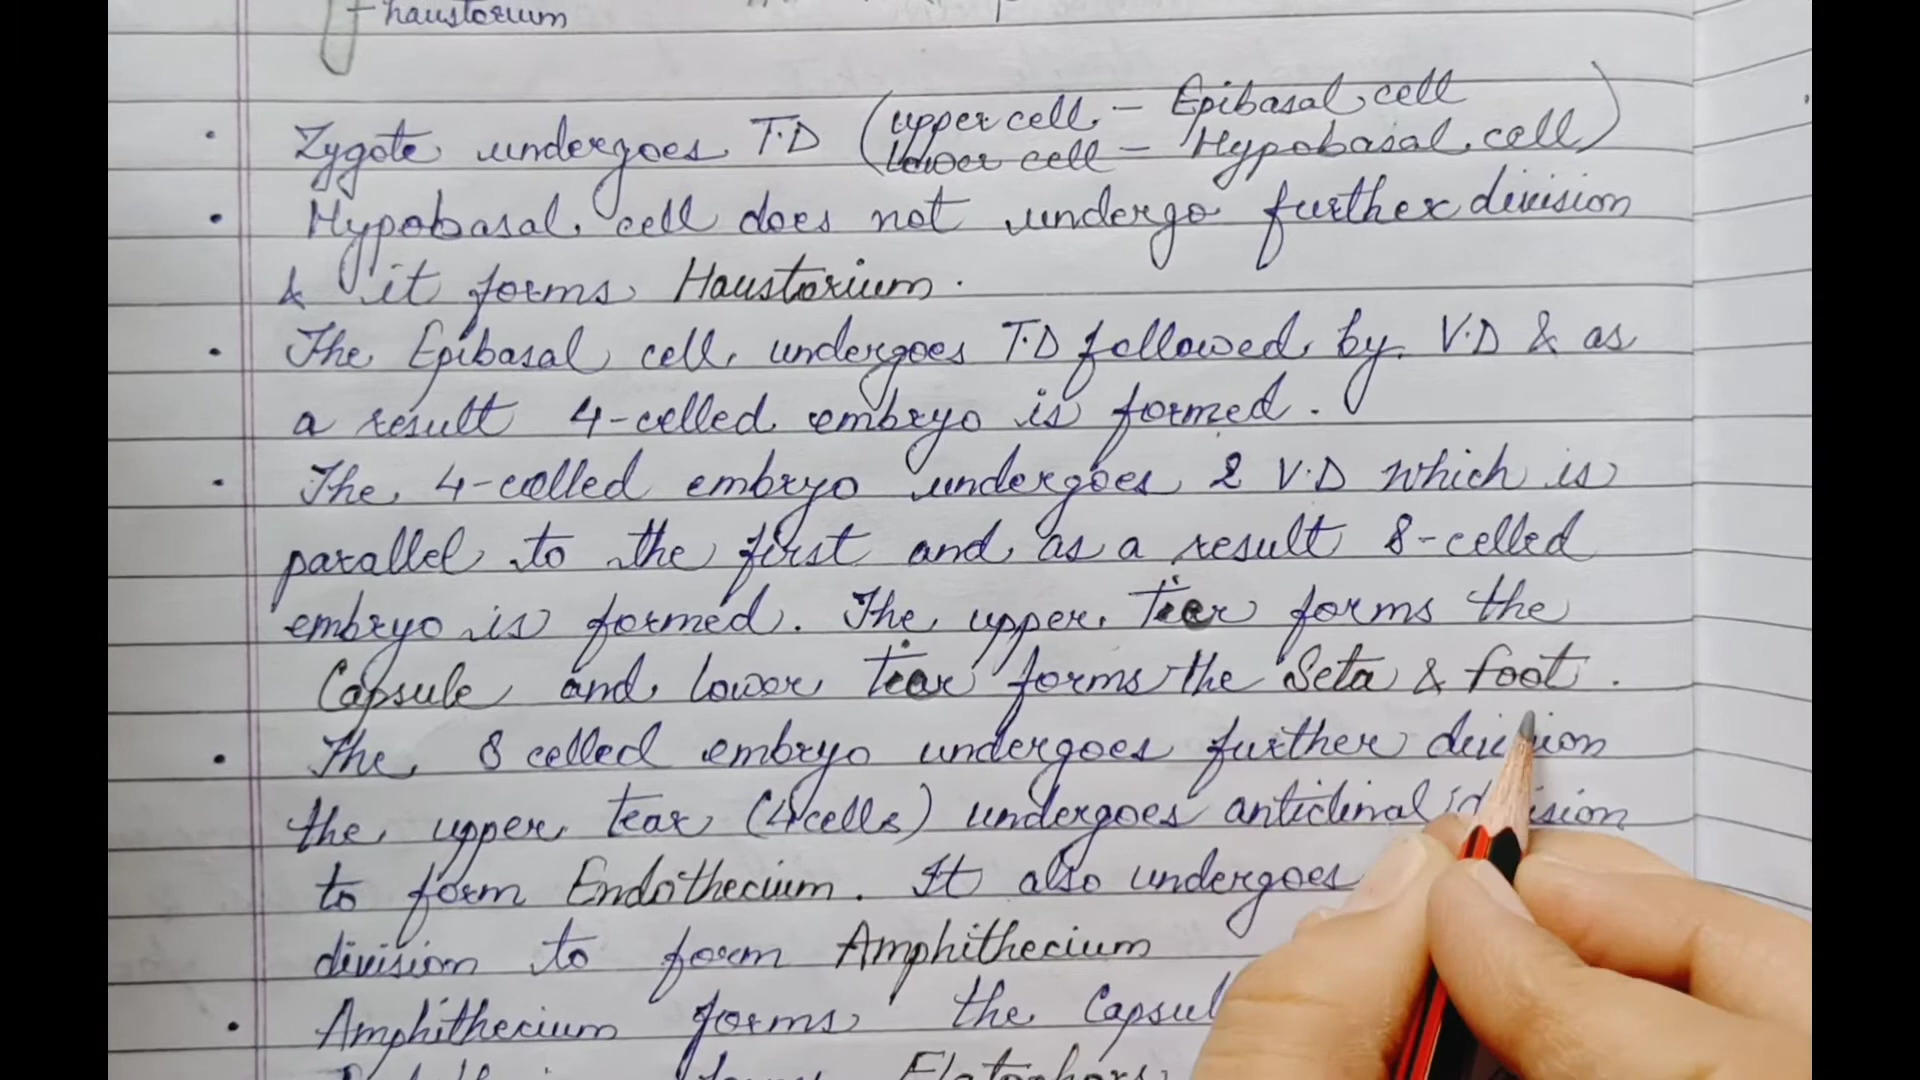 haustorium
• Zygote undergoes T.D (upper cell - Epibasal cell
lower cell - Hypobasal cell)
• Hypobasal cell does not undergo further division
& it forms Haustorium.
• The Epibasal cell undergoes T.D followed by V.D & as
a result 4-celled embryo is formed.
• The 4-celled embryo undergoes 2 V.D which is
parallel to the first and as a result 8-celled
embryo is formed. The upper tier forms the
Capsule and lower tier forms the Seta & foot.
• The 8 celled embryo undergoes further division
the upper tear (4cells) undergoes anticlinal division
to form Endothecium. It also undergoes
division to form Amphithecium
• Amphithecium forms the Capsul
forms Elatophors